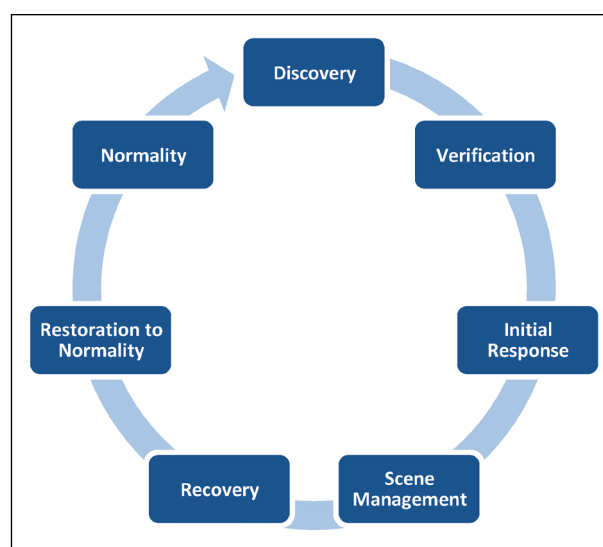 Discovery
Verification
Initial
Response
Scene
Management
Recovery
Restoration to
Normality
Normality